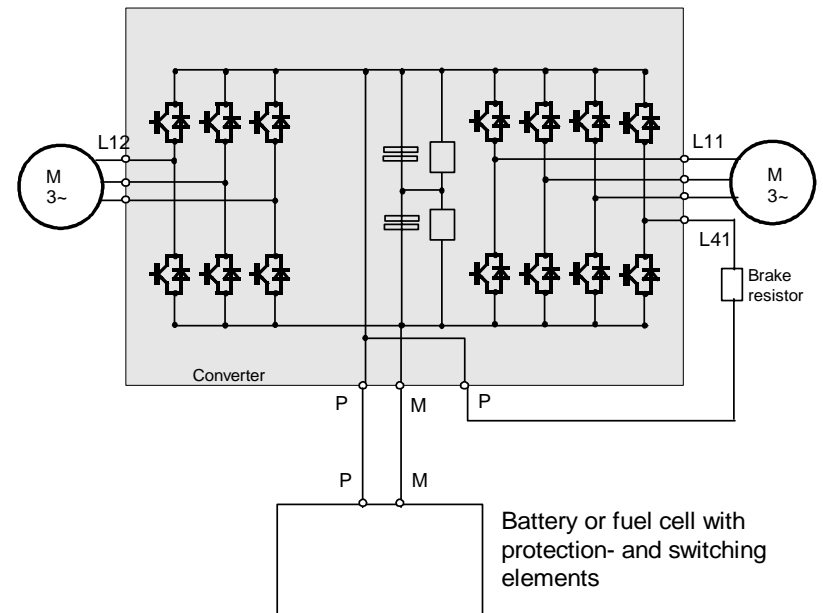 L12
L11
M
3~
M
3~
L41
Brake
resistor
Converter
P
M
P
P
M
Battery or fuel cell with
protection- and switching
elements